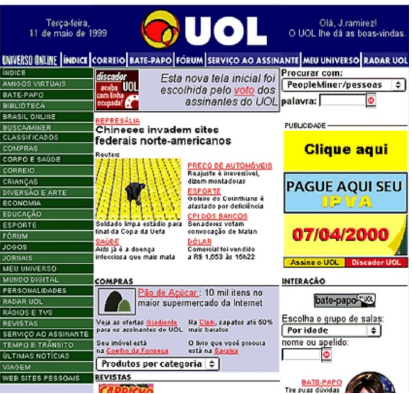 Terça-feira,
11 de maio de 1999
UOL
Olá, J.ramirez!
O UOL lhe dá as boas-vindas.
UNIVERSO ONLINE
ÍNDICE
CORREIO
BATE-PAPO
FÓRUM
SERVIÇO AO ASSINANTE
MEU UNIVERSO
RADAR UOL
ÍNDICE
AMIGOS VIRTUAIS
BATE-PAPO
BIBLIOTECA
BRASIL ONLINE
BUSCA/MINER
CLASSIFICADOS
COMPRAS
CORPO E SAÚDE
CORREIO
CRIANÇAS
DIVERSÃO E ARTE
ECONOMIA
EDUCAÇÃO
ESPORTE
FÓRUM
JOGOS
JORNAIS
MEU UNIVERSO
MUNDO DIGITAL
PERSONALIDADES
RADAR UOL
RÁDIOS E TVS
REVISTAS
SERVIÇO AO ASSINANTE
TEMPO E TRÂNSITO
ÚLTIMAS NOTÍCIAS
VIAGEM
WEB SITES PESSOAIS
discador
acaba UOL
com linha
ocupada!
Esta nova tela inicial foi
escolhida pelo voto dos
assinantes do UOL
REPRESÁLIA
Chineses invadem sites
federais norte-americanos
Reuters
Soldado limpa estádio para
final da Copa da Uefa
SAÚDE
Aids já é a doença
infecciosa que mais mata
PREÇO DE AUTOMÓVEIS
Reajuste é irreversível,
dizem montadoras
ESPORTE
Goleiro do Corinthians é
afastado por deficiência
CPI DOS BANCOS
Senadores votam
convocação de Malan
DÓLAR
Comercial foi vendido
a R$ 1,653 às 16h22
COMPRAS
Pão de Açúcar: 10 mil itens no
maior supermercado da Internet
Veja as ofertas Gradiente
para os assinantes do UOL
Na Clark, sapatos até 60%
mais baratos
Seu imóvel está
na Coelho da Fonseca
O livro que você procura
está na Saraiva
Produtos por categoria
REVISTAS
CARICIO
Procurar com:
PeopleMiner/pessoas
palavra:
PUBLICIDADE
Clique aqui
PAGUE AQUI SEU
IPVA
07/04/2000
Assine o UOL
Discador UOL
INTERAÇÃO
bate-papo UOL
Escolha o grupo de salas:
Por idade
nome ou apelido:
BATE-PAPO
Tire suas dúvidas